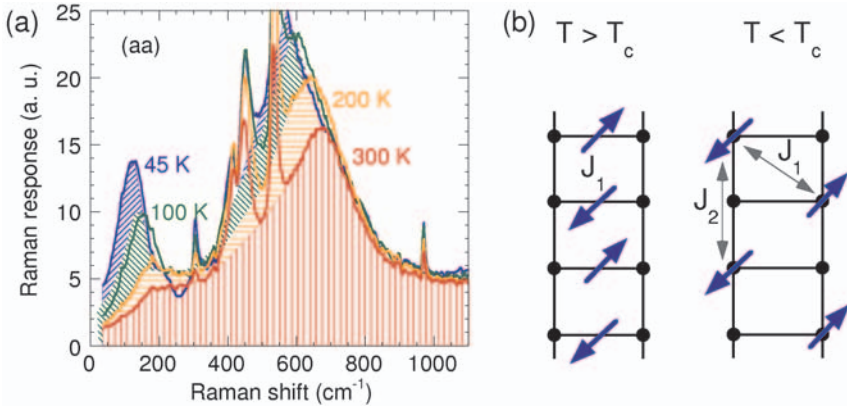 (a)
25
20
15
10
5
0
Raman response (a. u.)
(aa)
45 K
100 K
200 K
300 K
0 200 400 600 800 1000
Raman shift (cm-1)
(b)
T > Tc T < Tc
J1
J1
J2